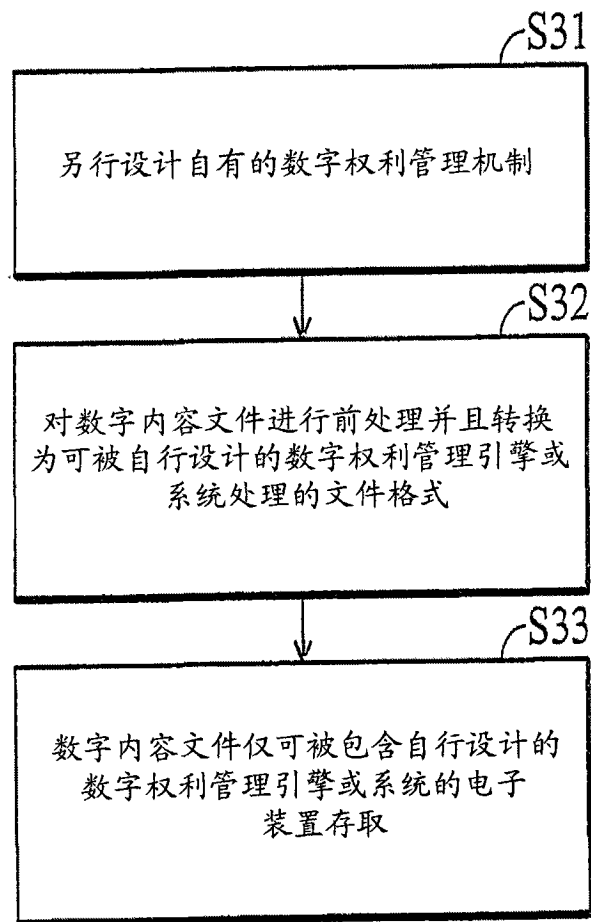 S31
另行设计自有的数字权利管理机制
S32
对数字内容文件进行前处理并且转换
为可被自行设计的数字权利管理引擎或
系统处理的文件格式
S33
数字内容文件仅可被包含自行设计的
数字权利管理引擎或系统的电子
装置存取